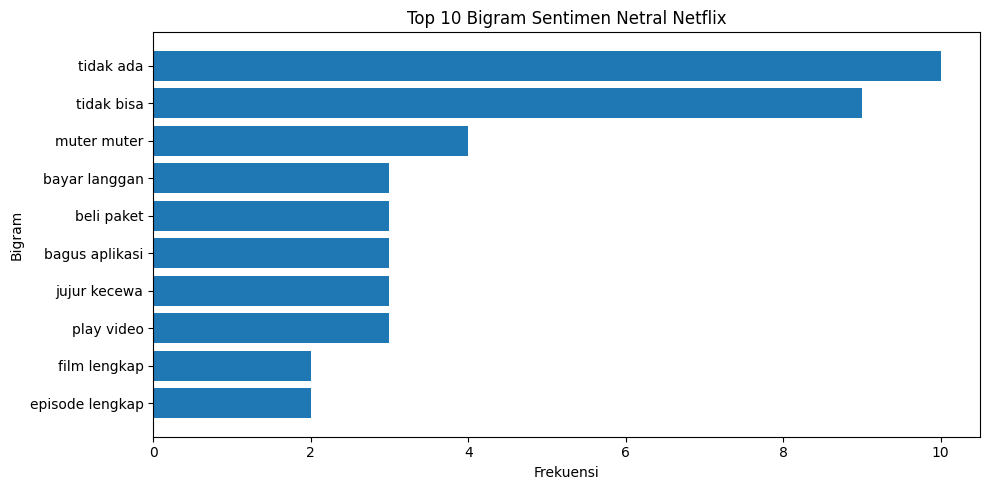 Top 10 Bigram Sentimen Netral Netflix
Bigram
tidak ada
tidak bisa
muter muter
bayar langgan
beli paket
bagus aplikasi
jujur kecewa
play video
film lengkap
episode lengkap
0 2 4 6 8 10
Frekuensi